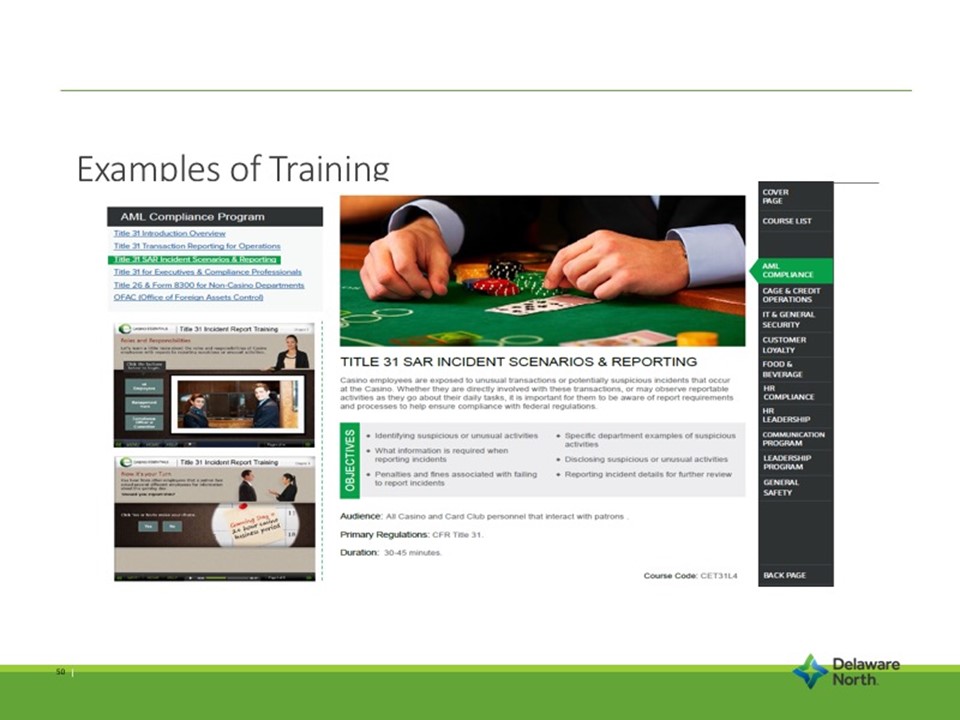 Examples of Training
AML Compliance Program
Title 31 Introduction Overview
Title 31 Transaction Reporting for Operations
Title 31 SAR Incident Scenarios & Reporting
Title 31 for Executives & Compliance Professionals
Title 26 & Form 8300 for Non-Casino Departments
OFAC (Office of Foreign Assets Control)
Title 31 Incident Report Training
Roles and Responsibilities
Title 31 Incident Report Training
Now, it's your Turn
Yes
No
Gaming Day =
24 hour casino
business period
TITLE 31 SAR INCIDENT SCENARIOS & REPORTING
Casino employees are exposed to unusual transactions or potentially suspicious incidents that occur
at the Casino. Whether they are directly involved with these transactions, or may observe reportable
activities as they go about their daily tasks, it is important for them to be aware of report requirements
and processes to help ensure compliance with federal regulations.
OBJECTIVES
• Identifying suspicious or unusual activities
• What information is required when
reporting incidents
• Penalties and fines associated with failing
to report incidents
• Specific department examples of suspicious
activities
• Disclosing suspicious or unusual activities
• Reporting incident details for further review
Audience: All Casino and Card Club personnel that interact with patrons .
Primary Regulations: CFR Title 31.
Duration: 30-45 minutes.
Course Code: CET31L4
COVER
PAGE
COURSE LIST
AML
COMPLIANCE
CAGE & CREDIT
OPERATIONS
IT & GENERAL
SECURITY
CUSTOMER
LOYALTY
FOOD &
BEVERAGE
HR
COMPLIANCE
HR
LEADERSHIP
COMMUNICATION
PROGRAM
LEADERSHIP
PROGRAM
GENERAL
SAFETY
BACK PAGE
50 |
Delaware
North